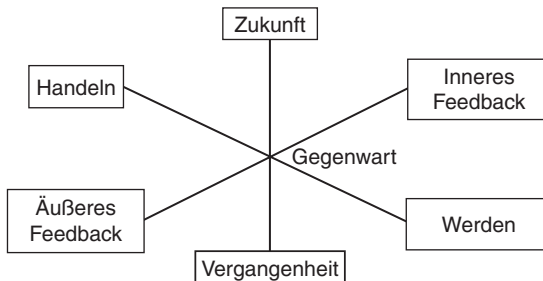 Zukunft
Handeln
Inneres
Feedback
Gegenwart
Äußeres
Feedback
Werden
Vergangenheit